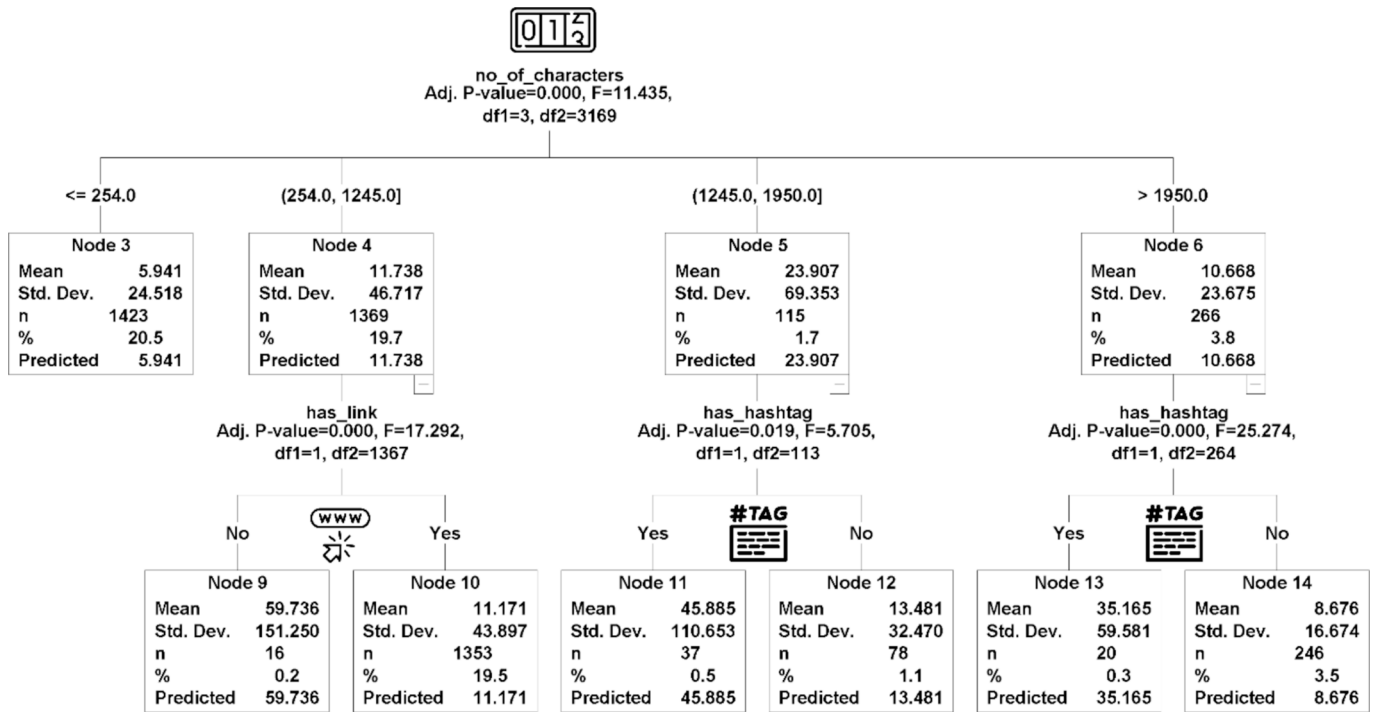 0 1 2 3
no_of_characters
Adj. P-value=0.000, F=11.435,
df1=3, df2=3169
<= 254.0
(254.0, 1245.0]
(1245.0, 1950.0]
> 1950.0
Node 3
Mean 5.941
Std. Dev. 24.518
n 1423
% 20.5
Predicted 5.941
Node 4
Mean 11.738
Std. Dev. 46.717
n 1369
% 19.7
Predicted 11.738
Node 5
Mean 23.907
Std. Dev. 69.353
n 115
% 1.7
Predicted 23.907
Node 6
Mean 10.668
Std. Dev. 23.675
n 266
% 3.8
Predicted 10.668
has_link
Adj. P-value=0.000, F=17.292,
df1=1, df2=1367
has_hashtag
Adj. P-value=0.019, F=5.705,
df1=1, df2=113
has_hashtag
Adj. P-value=0.000, F=25.274,
df1=1, df2=264
No
www
Yes
Yes
#TAG
No
Yes
#TAG
No
Node 9
Mean 59.736
Std. Dev. 151.250
n 16
% 0.2
Predicted 59.736
Node 10
Mean 11.171
Std. Dev. 43.897
n 1353
% 19.5
Predicted 11.171
Node 11
Mean 45.885
Std. Dev. 110.653
n 37
% 0.5
Predicted 45.885
Node 12
Mean 13.481
Std. Dev. 32.470
n 78
% 1.1
Predicted 13.481
Node 13
Mean 35.165
Std. Dev. 59.581
n 20
% 0.3
Predicted 35.165
Node 14
Mean 8.676
Std. Dev. 16.674
n 246
% 3.5
Predicted 8.676